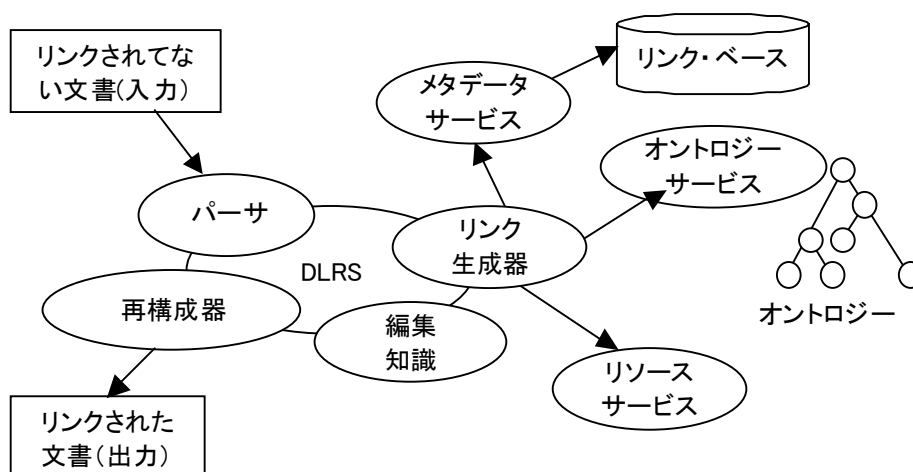 リンクされてな
い文書(入力)
メタデータ
サービス
リンク・ベース
オントロジー
サービス
パーサ
リンク
生成器
DLRS
再構成器
編集
知識
オントロジー
リソース
サービス
リンクされた
文書(出力)